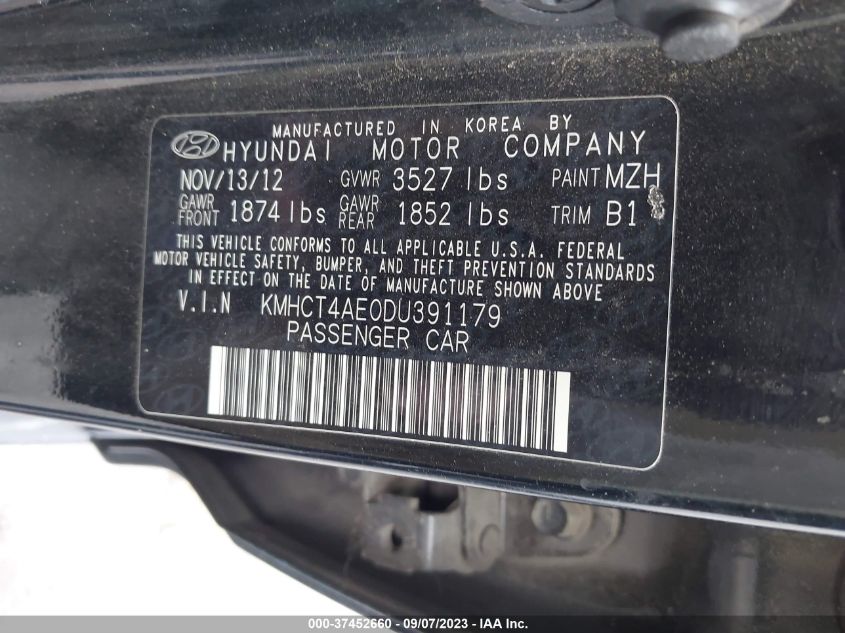 MANUFACTURED IN KOREA BY
HYUNDAI MOTOR COMPANY
NOV/13/12 GVWR 3527 lbs PAINT MZH
GAWR FRONT 1874 lbs GAWR REAR 1852 lbs TRIM B1
THIS VEHICLE CONFORMS TO ALL APPLICABLE U.S.A. FEDERAL
MOTOR VEHICLE SAFETY, BUMPER, AND THEFT PREVENTION STANDARDS
IN EFFECT ON THE DATE OF MANUFACTURE SHOWN ABOVE
V.I.N KMHCT4AE0DU391179
PASSENGER CAR
000-37452660 - 09/07/2023 - Copyright © 2023 IAA, Inc.